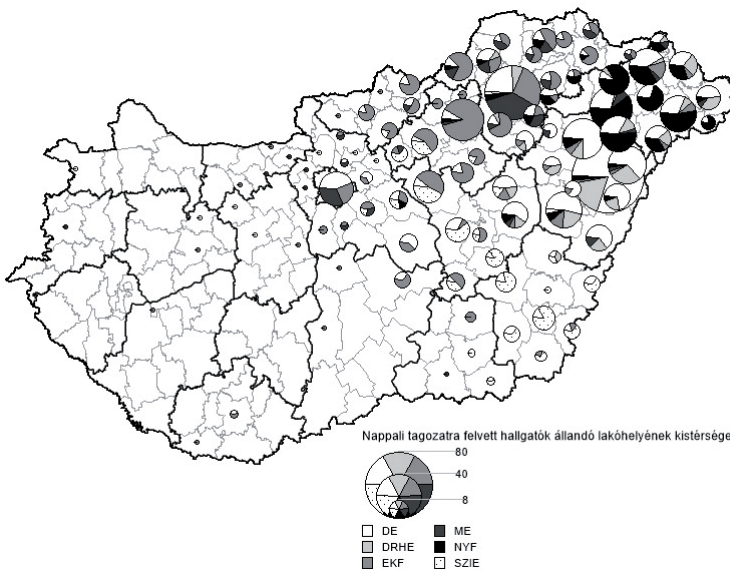 Nappali tagozatra felvett hallgatók állandó lakóhelyének kistérsége
80
40
8
DE
ME
DRHE
NYF
EKF
SZIE